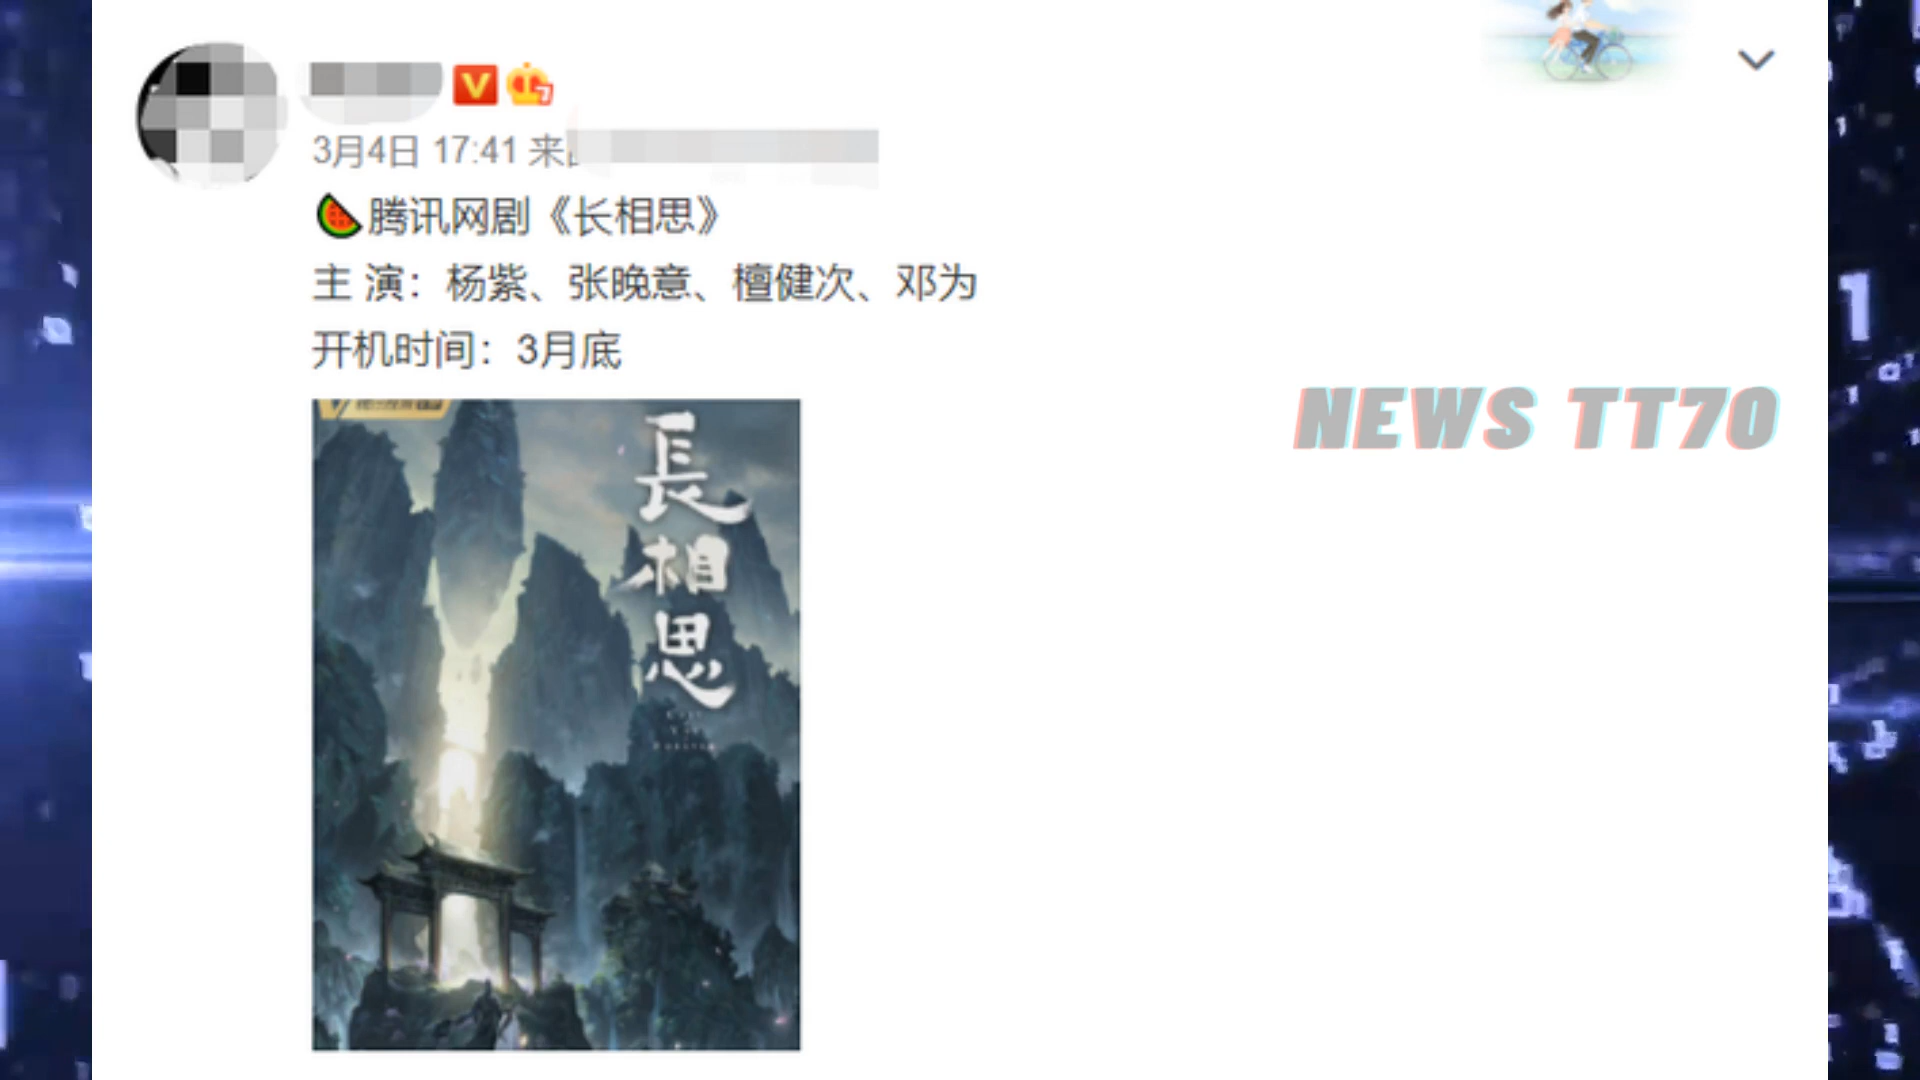 3月4日 17:41 来
🍉腾讯网剧《长相思》
主 演：杨紫、张晚意、檀健次、邓为
开机时间：3月底
NEWS TT70
長
相
思